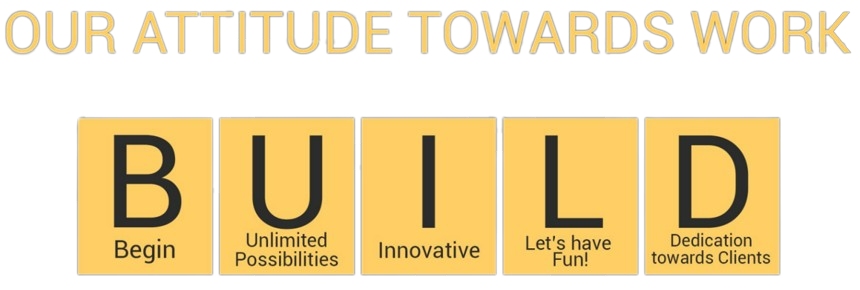 OUR ATTITUDE TOWARDS WORK
B
Begin
U
Unlimited
Possibilities
I
Innovative
L
Let's have
Fun!
D
Dedication
towards Clients